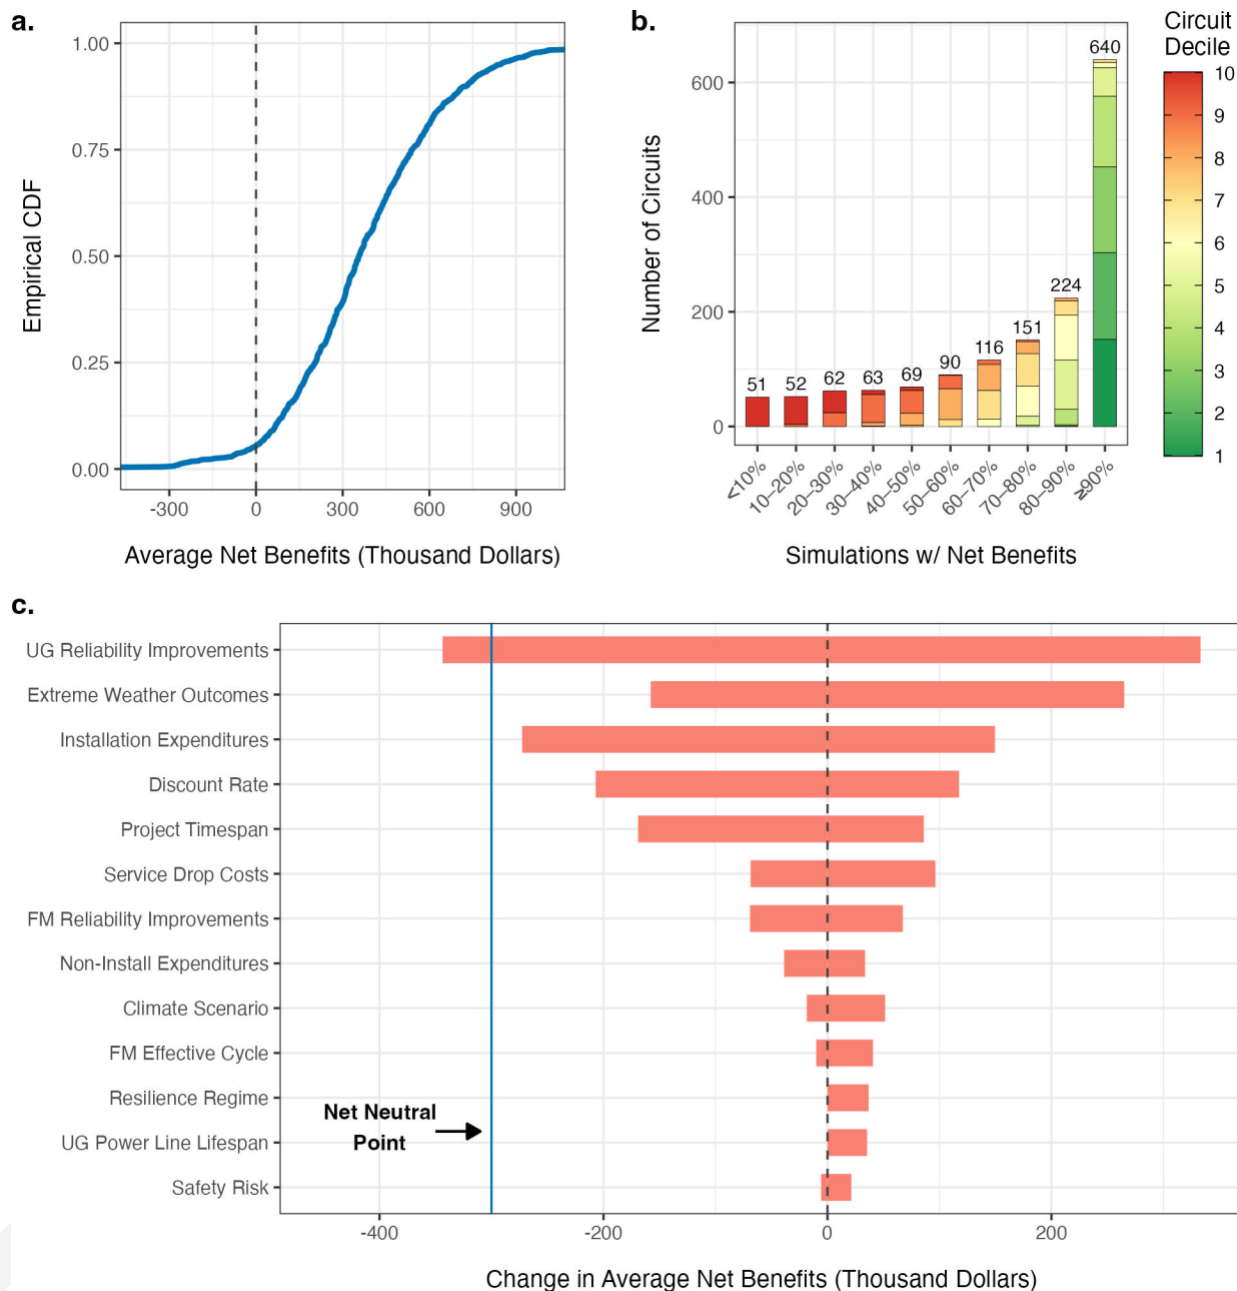 a.
1.00
0.75
0.50
0.25
0.00
Empirical CDF
-300
0
300
600
900
Average Net Benefits (Thousand Dollars)
b.
600
400
200
0
Number of Circuits
51
52
62
63
69
90
116
151
224
640
<10%
10–20%
20–30%
30–40%
40–50%
50–60%
60–70%
70–80%
80–90%
≥90%
Simulations w/ Net Benefits
Circuit
Decile
10
9
8
7
6
5
4
3
2
1
c.
UG Reliability Improvements
Extreme Weather Outcomes
Installation Expenditures
Discount Rate
Project Timespan
Service Drop Costs
FM Reliability Improvements
Non-Install Expenditures
Climate Scenario
FM Effective Cycle
Resilience Regime
UG Power Line Lifespan
Safety Risk
Net Neutral
Point
-400
-200
0
200
Change in Average Net Benefits (Thousand Dollars)